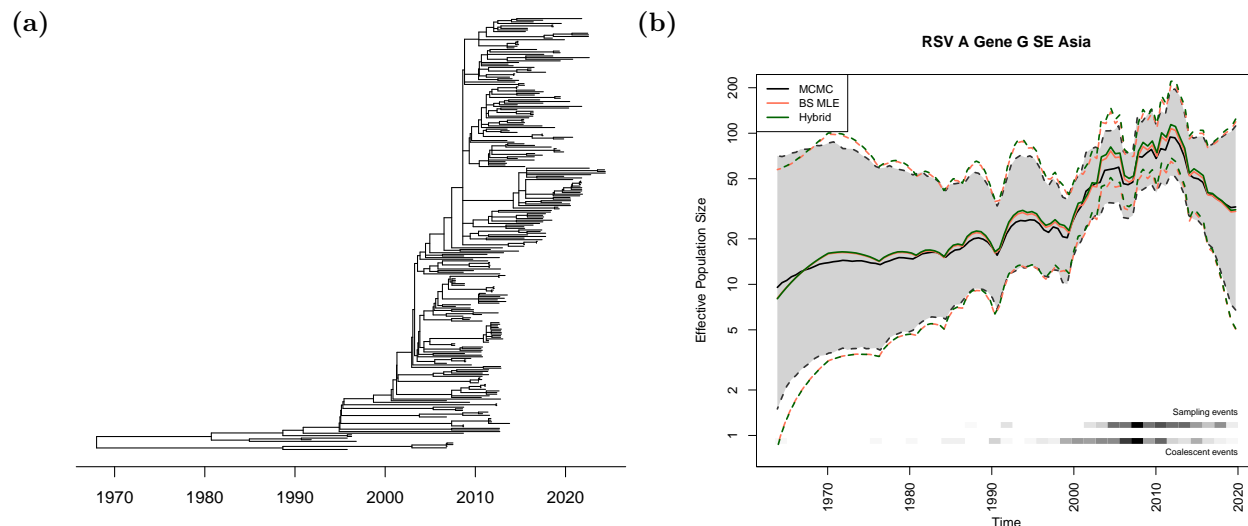 (a)
1970 1980 1990 2000 2010 2020
(b)
RSV A Gene G SE Asia
MCMC
BS MLE
Hybrid
Effective Population Size
200
100
50
20
10
5
2
1
Sampling events
Coalescent events
1970 1980 1990 2000 2010 2020
Time